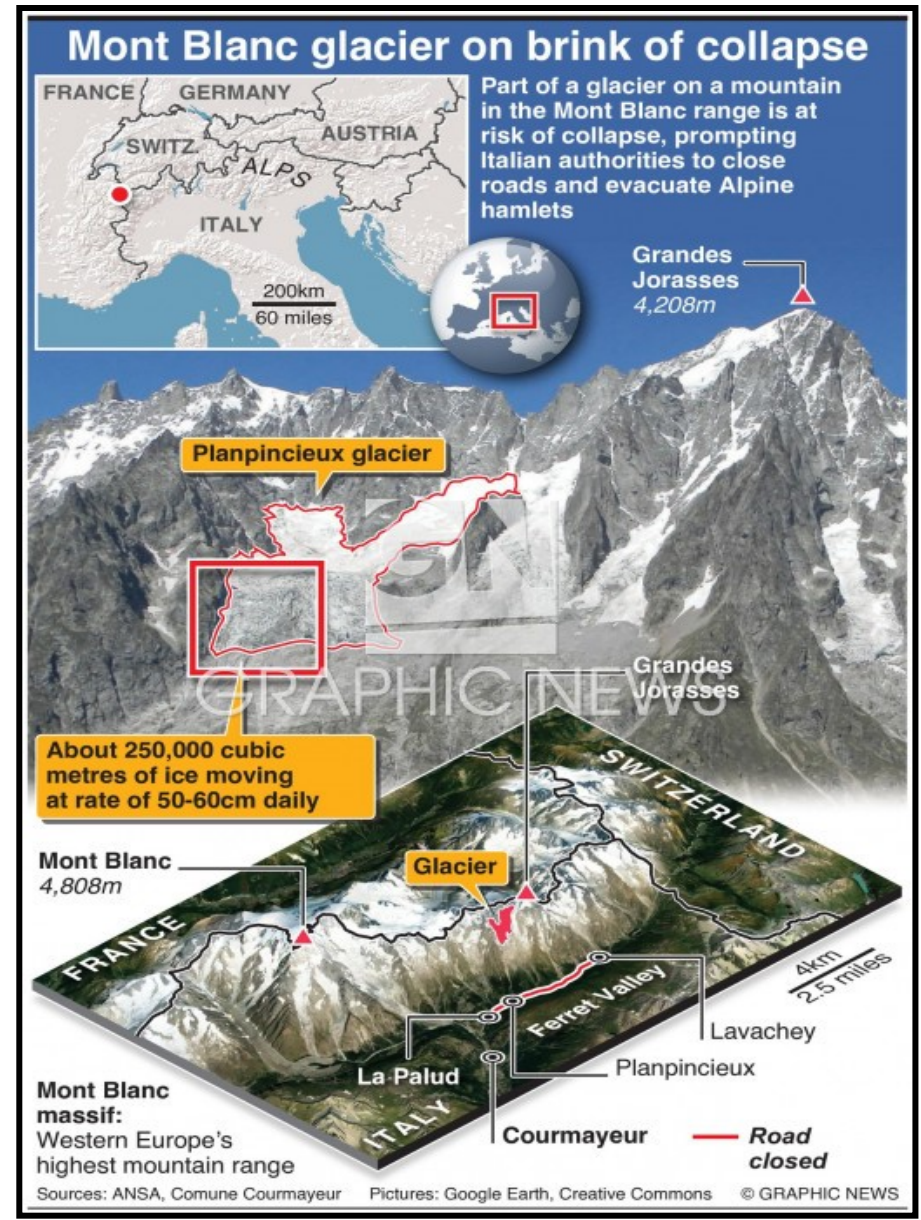 Mont Blanc glacier on brink of collapse
FRANCE
GERMANY
SWITZ.
AUSTRIA
ALPS
ITALY
200km
60 miles
Part of a glacier on a mountain
in the Mont Blanc range is at
risk of collapse, prompting
Italian authorities to close
roads and evacuate Alpine
hamlets
Grandes
Jorasses
4,208m
Planpincieux glacier
GN
GRAPHIC NEWS
About 250,000 cubic
metres of ice moving
at rate of 50-60cm daily
Grandes
Jorasses
SWITZERLAND
Mont Blanc
4,808m
Glacier
FRANCE
4km
2.5 miles
Ferret Valley
Lavachey
Planpincieux
La Palud
ITALY
Courmayeur
Road
closed
Mont Blanc
massif:
Western Europe's
highest mountain range
Sources: ANSA, Comune Courmayeur
Pictures: Google Earth, Creative Commons
© GRAPHIC NEWS